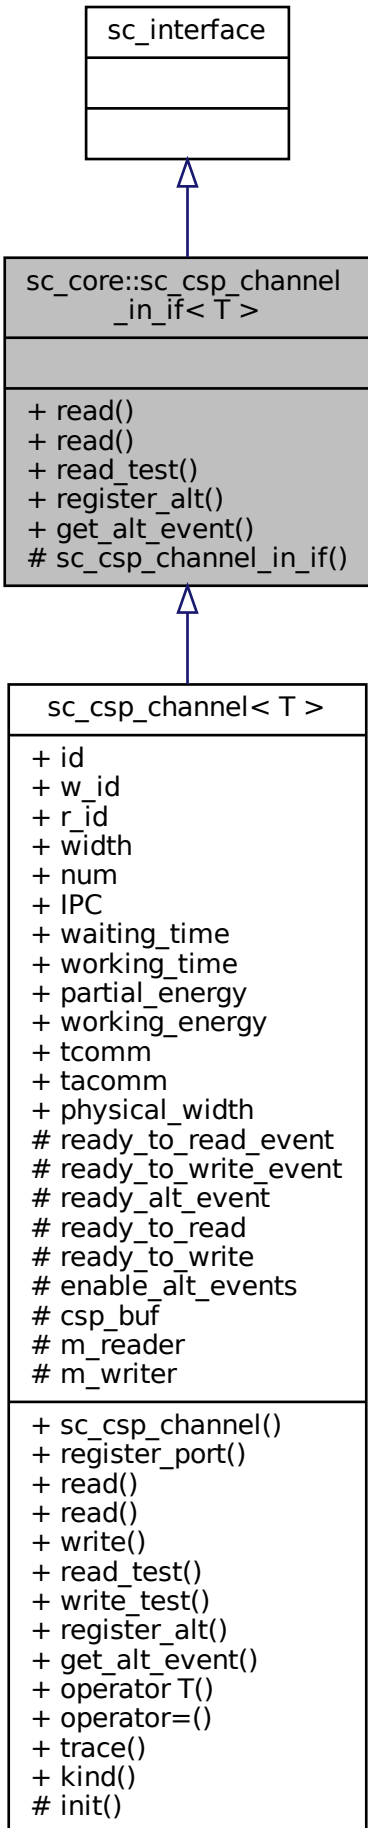 sc_interface
sc_core::sc_csp_channel
_in_if< T >
+ read()
+ read()
+ read_test()
+ register_alt()
+ get_alt_event()
# sc_csp_channel_in_if()
sc_csp_channel< T >
+ id
+ w_id
+ r_id
+ width
+ num
+ IPC
+ waiting_time
+ working_time
+ partial_energy
+ working_energy
+ tcomm
+ tacomm
+ physical_width
# ready_to_read_event
# ready_to_write_event
# ready_alt_event
# ready_to_read
# ready_to_write
# enable_alt_events
# csp_buf
# m_reader
# m_writer
+ sc_csp_channel()
+ register_port()
+ read()
+ read()
+ write()
+ read_test()
+ write_test()
+ register_alt()
+ get_alt_event()
+ operator T()
+ operator=()
+ trace()
+ kind()
# init()